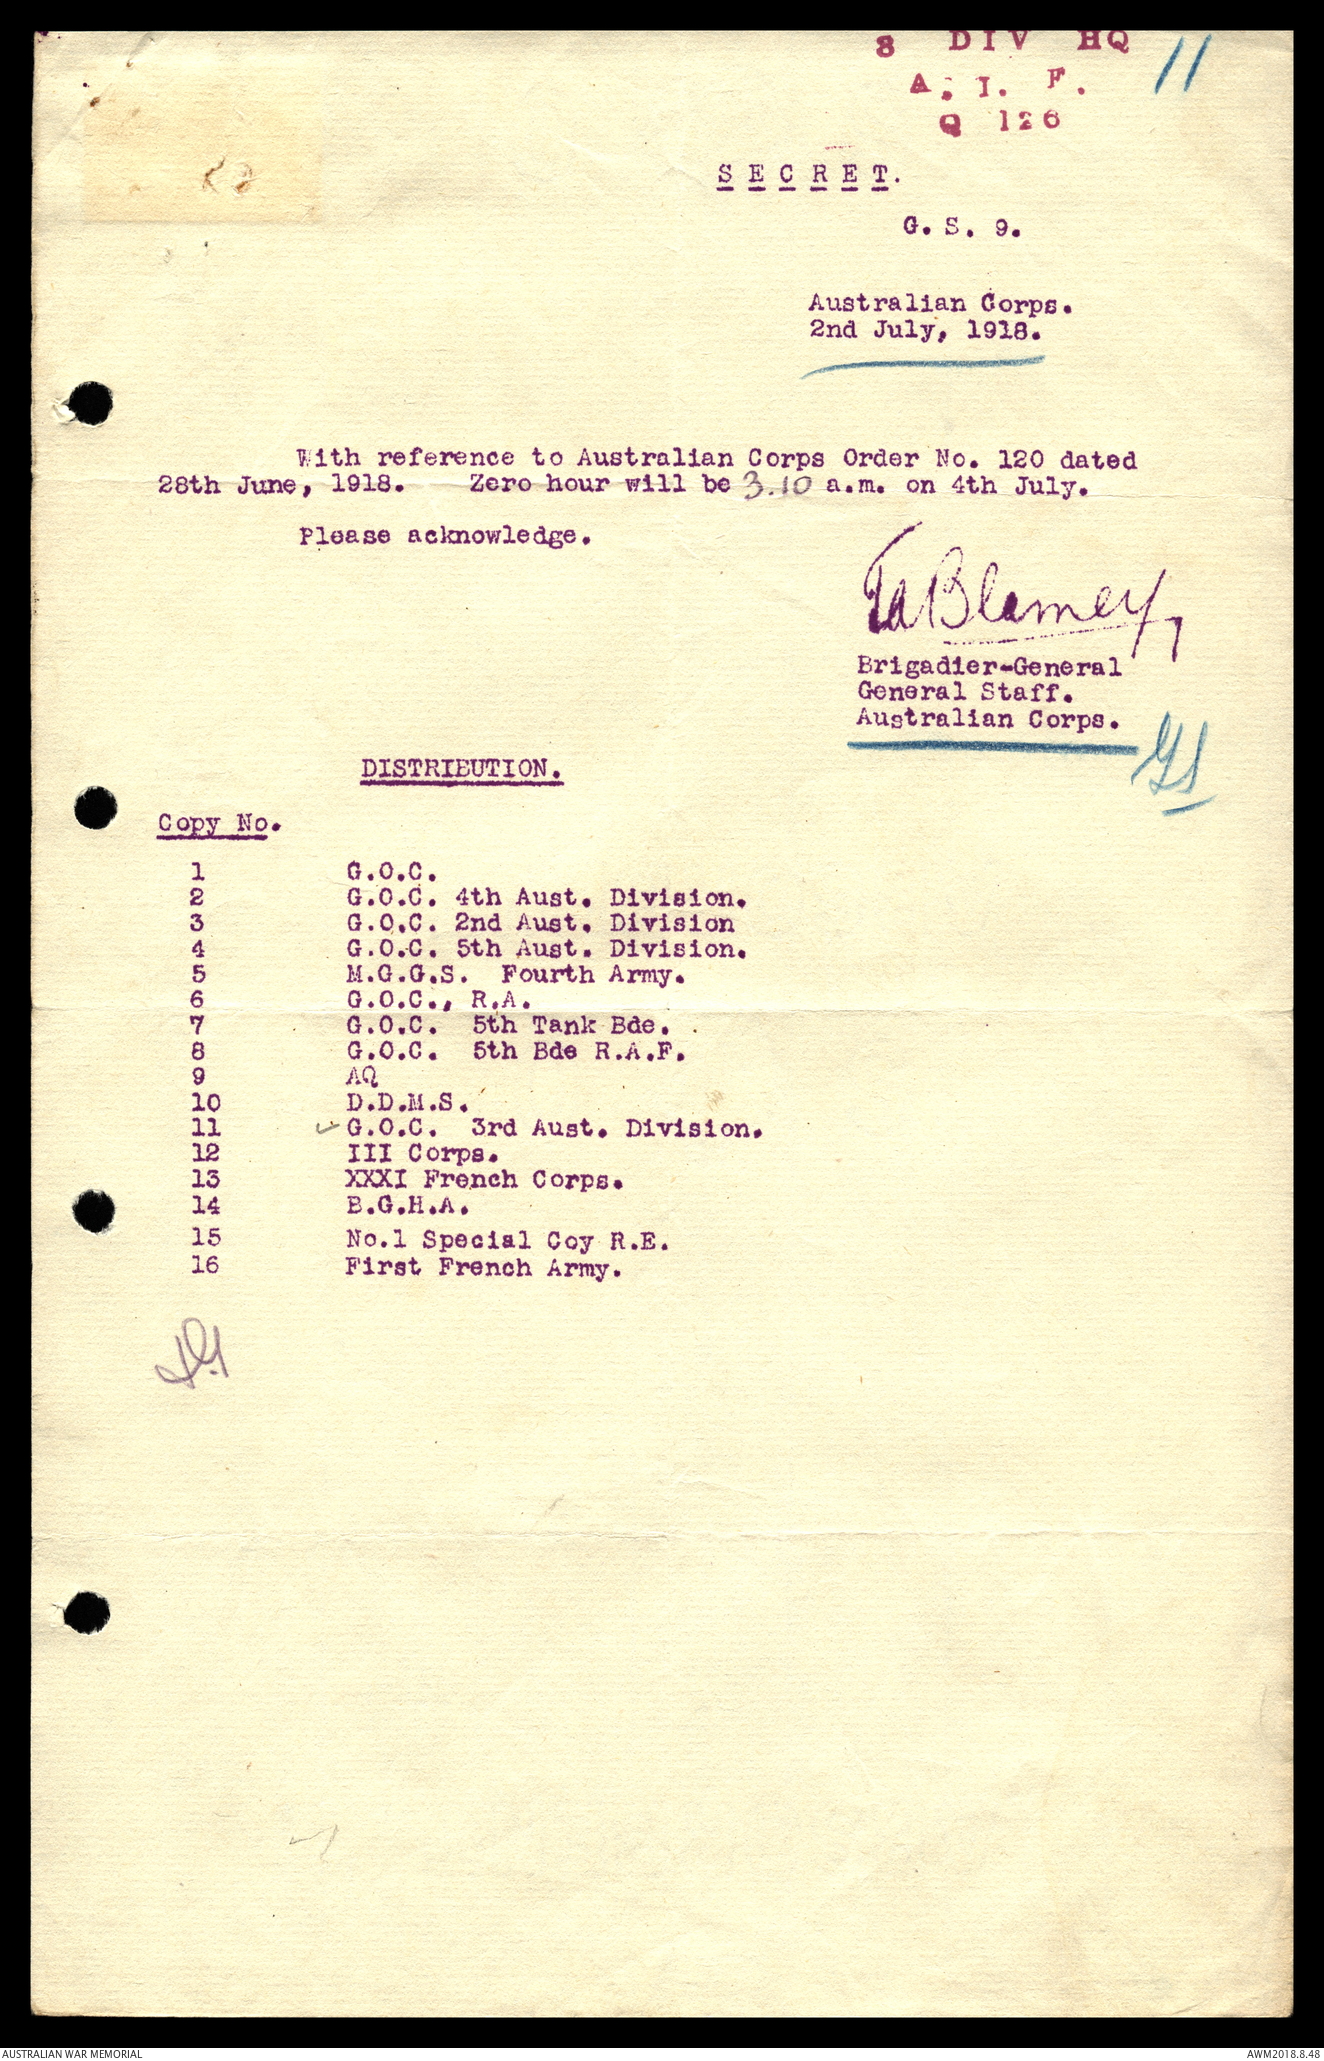 8 DIV HQ 11
A. I. F.
Q 126
S E C R E T.
G. S. 9.
Australian Corps.
2nd July, 1918.
With reference to Australian Corps Order No. 120 dated
28th June, 1918. Zero hour will be 3.10 a.m. on 4th July.
Please acknowledge.
TA Blamey
Brigadier-General
General Staff.
Australian Corps.
GS
DISTRIBUTION.
Copy No.
1 G.O.C.
2 G.O.C. 4th Aust. Division.
3 G.O.C. 2nd Aust. Division
4 G.O.C. 5th Aust. Division.
5 M.G.G.S. Fourth Army.
6 G.O.C., R.A.
7 G.O.C. 5th Tank Bde.
8 G.O.C. 5th Bde R.A.F.
9 AQ
10 D.D.M.S.
11 ✓ G.O.C. 3rd Aust. Division.
12 III Corps.
13 XXXI French Corps.
14 B.G.H.A.
15 No.1 Special Coy R.E.
16 First French Army.
AUSTRALIAN WAR MEMORIAL AWM2018.8.48